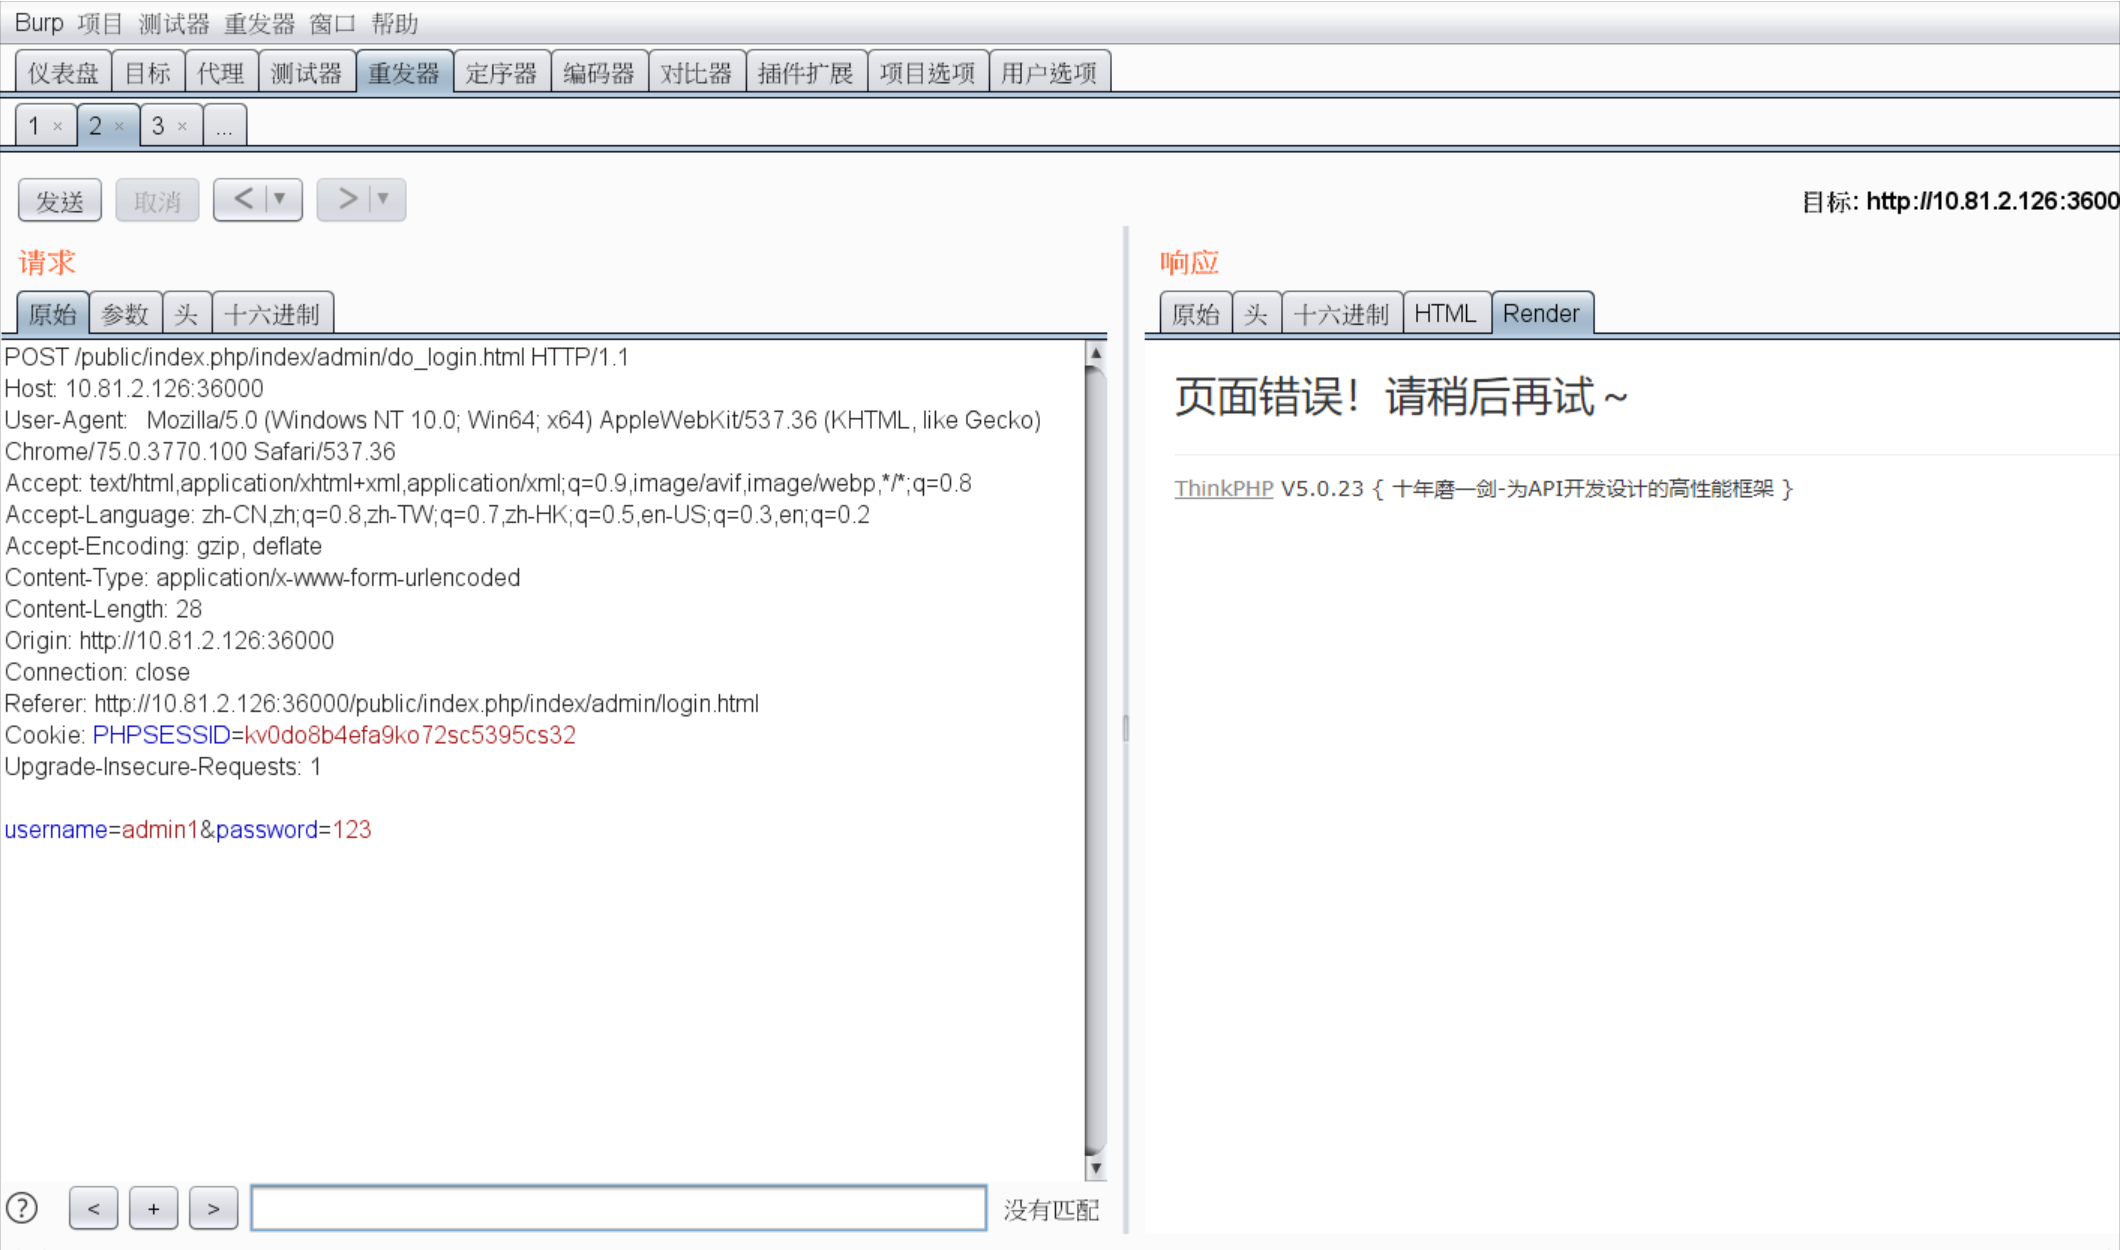 Burp 项目 测试器 重发器 窗口 帮助
仪表盘 目标 代理 测试器 重发器 定序器 编码器 对比器 插件扩展 项目选项 用户选项
1 × 2 × 3 × ...
发送 取消 < ▼ > ▼ 目标: http://10.81.2.126:3600
请求
原始 参数 头 十六进制
POST /public/index.php/index/admin/do_login.html HTTP/1.1
Host: 10.81.2.126:36000
User-Agent: Mozilla/5.0 (Windows NT 10.0; Win64; x64) AppleWebKit/537.36 (KHTML, like Gecko)
Chrome/75.0.3770.100 Safari/537.36
Accept: text/html,application/xhtml+xml,application/xml;q=0.9,image/avif,image/webp,*/*;q=0.8
Accept-Language: zh-CN,zh;q=0.8,zh-TW;q=0.7,zh-HK;q=0.5,en-US;q=0.3,en;q=0.2
Accept-Encoding: gzip, deflate
Content-Type: application/x-www-form-urlencoded
Content-Length: 28
Origin: http://10.81.2.126:36000
Connection: close
Referer: http://10.81.2.126:36000/public/index.php/index/admin/login.html
Cookie: PHPSESSID=kv0do8b4efa9ko72sc5395cs32
Upgrade-Insecure-Requests: 1
username=admin1&password=123
? < + > 没有匹配
响应
原始 头 十六进制 HTML Render
页面错误！请稍后再试～
ThinkPHP V5.0.23 { 十年磨一剑-为API开发设计的高性能框架 }